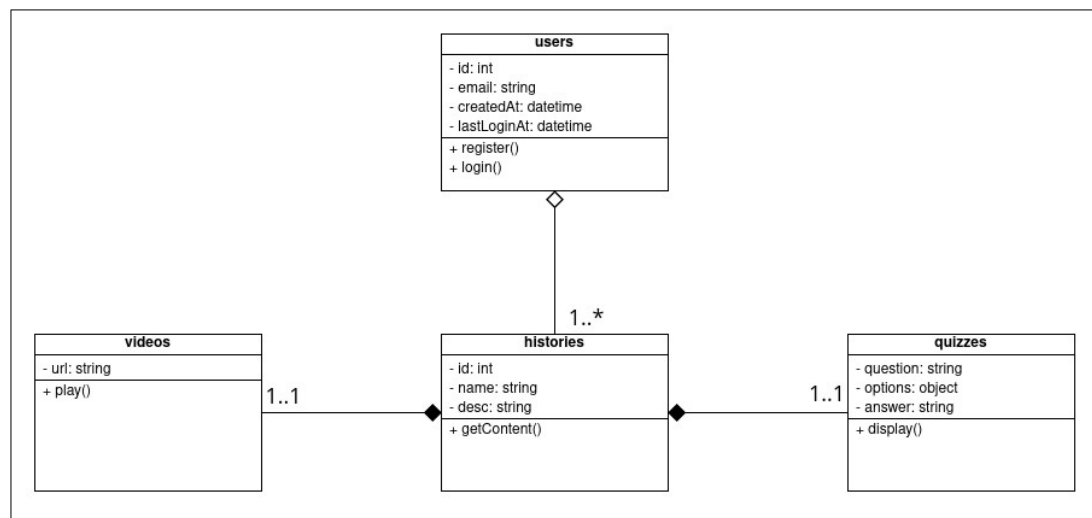 users
- id: int
- email: string
- createdAt: datetime
- lastLoginAt: datetime
+ register()
+ login()
1..*
videos
- url: string
+ play()
1..1
histories
- id: int
- name: string
- desc: string
+ getContent()
1..1
quizzes
- question: string
- options: object
- answer: string
+ display()